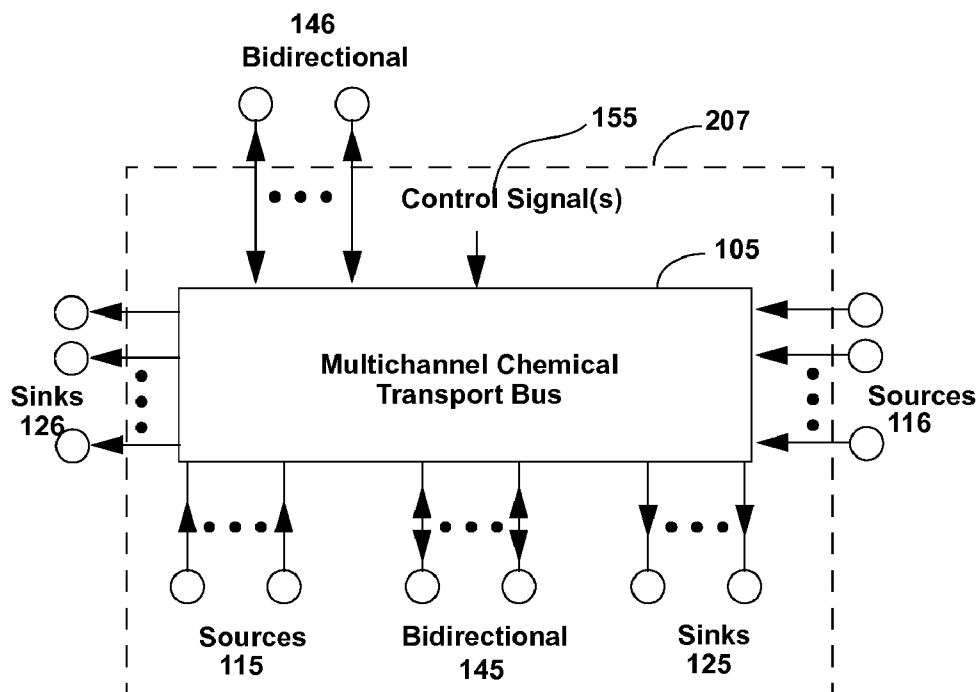 146
Bidirectional
155
207
Control Signal(s)
105
Multichannel Chemical
Transport Bus
Sinks
126
Sources
116
Sources
115
Bidirectional
145
Sinks
125